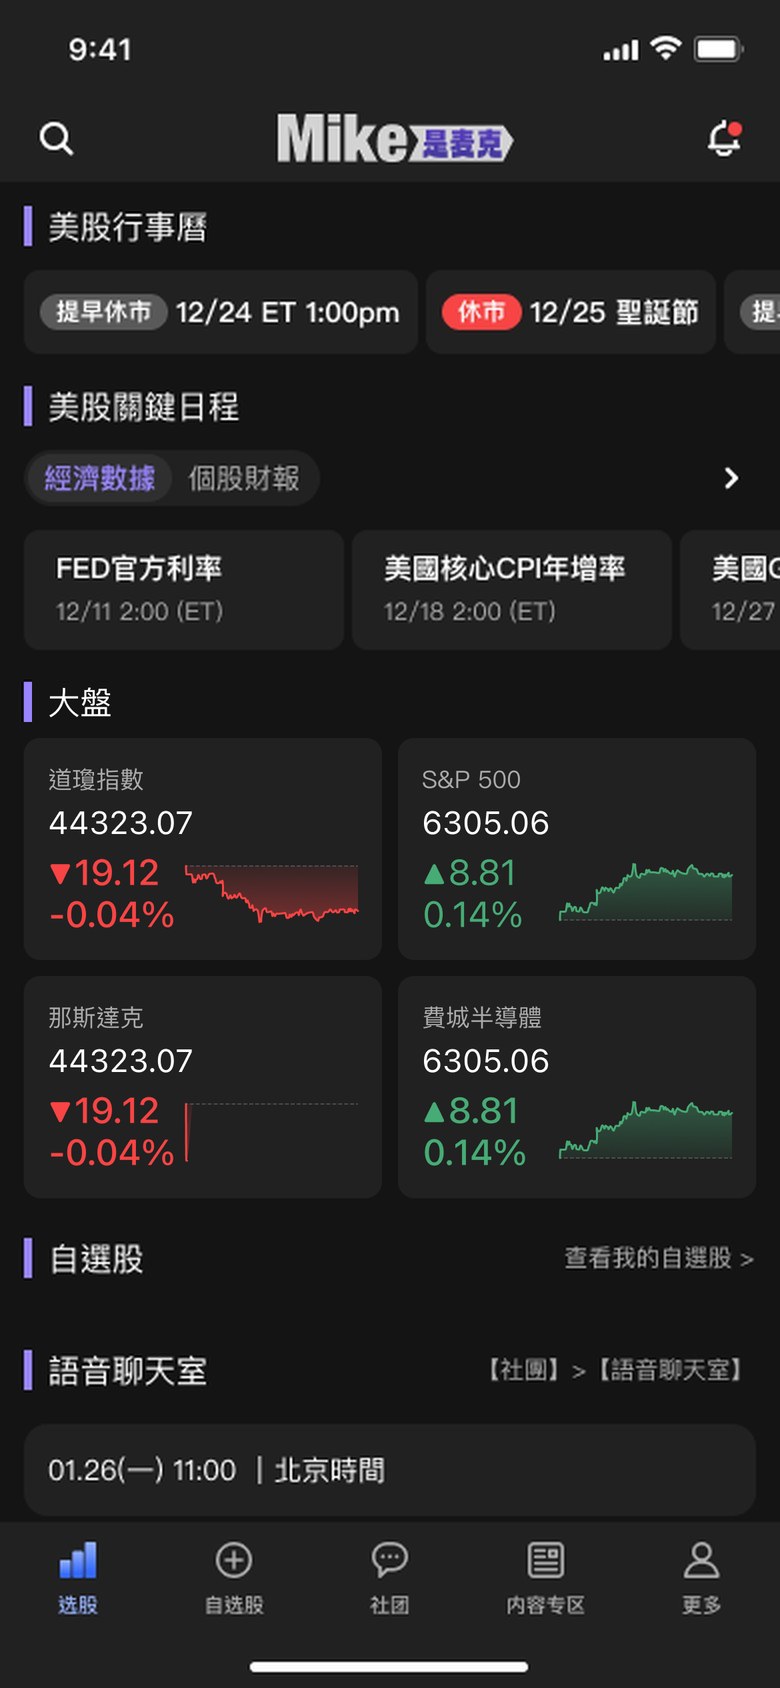 9:41
Mike是麦克
美股行事曆
提早休市 12/24 ET 1:00pm
休市 12/25 聖誕節
提
美股關鍵日程
經濟數據 個股財報
FED官方利率
12/11 2:00 (ET)
美國核心CPI年增率
12/18 2:00 (ET)
美國G
12/27
大盤
道瓊指數
44323.07
▼19.12
-0.04%
S&P 500
6305.06
▲8.81
0.14%
那斯達克
44323.07
▼19.12
-0.04%
費城半導體
6305.06
▲8.81
0.14%
自選股
查看我的自選股 >
語音聊天室
【社團】>【語音聊天室】
01.26(一) 11:00 ｜北京時間
选股
自选股
社团
内容专区
更多